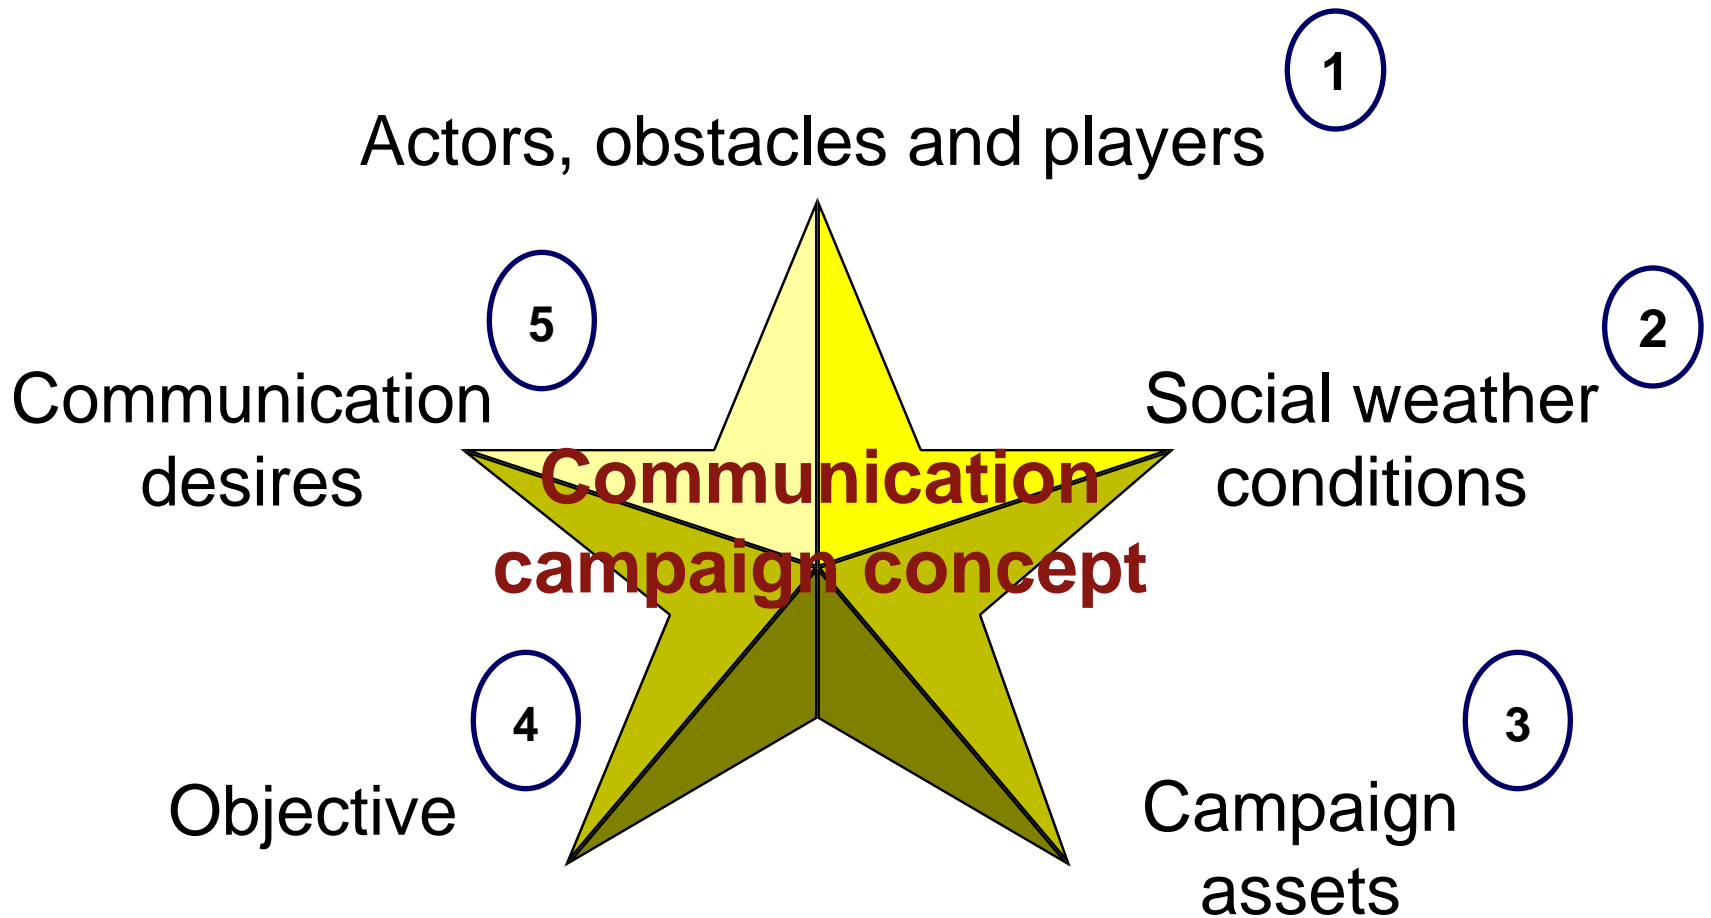 1
Actors, obstacles and players
5
2
Communication
desires
Social weather
conditions
Communication
campaign concept
4
3
Objective
Campaign
assets